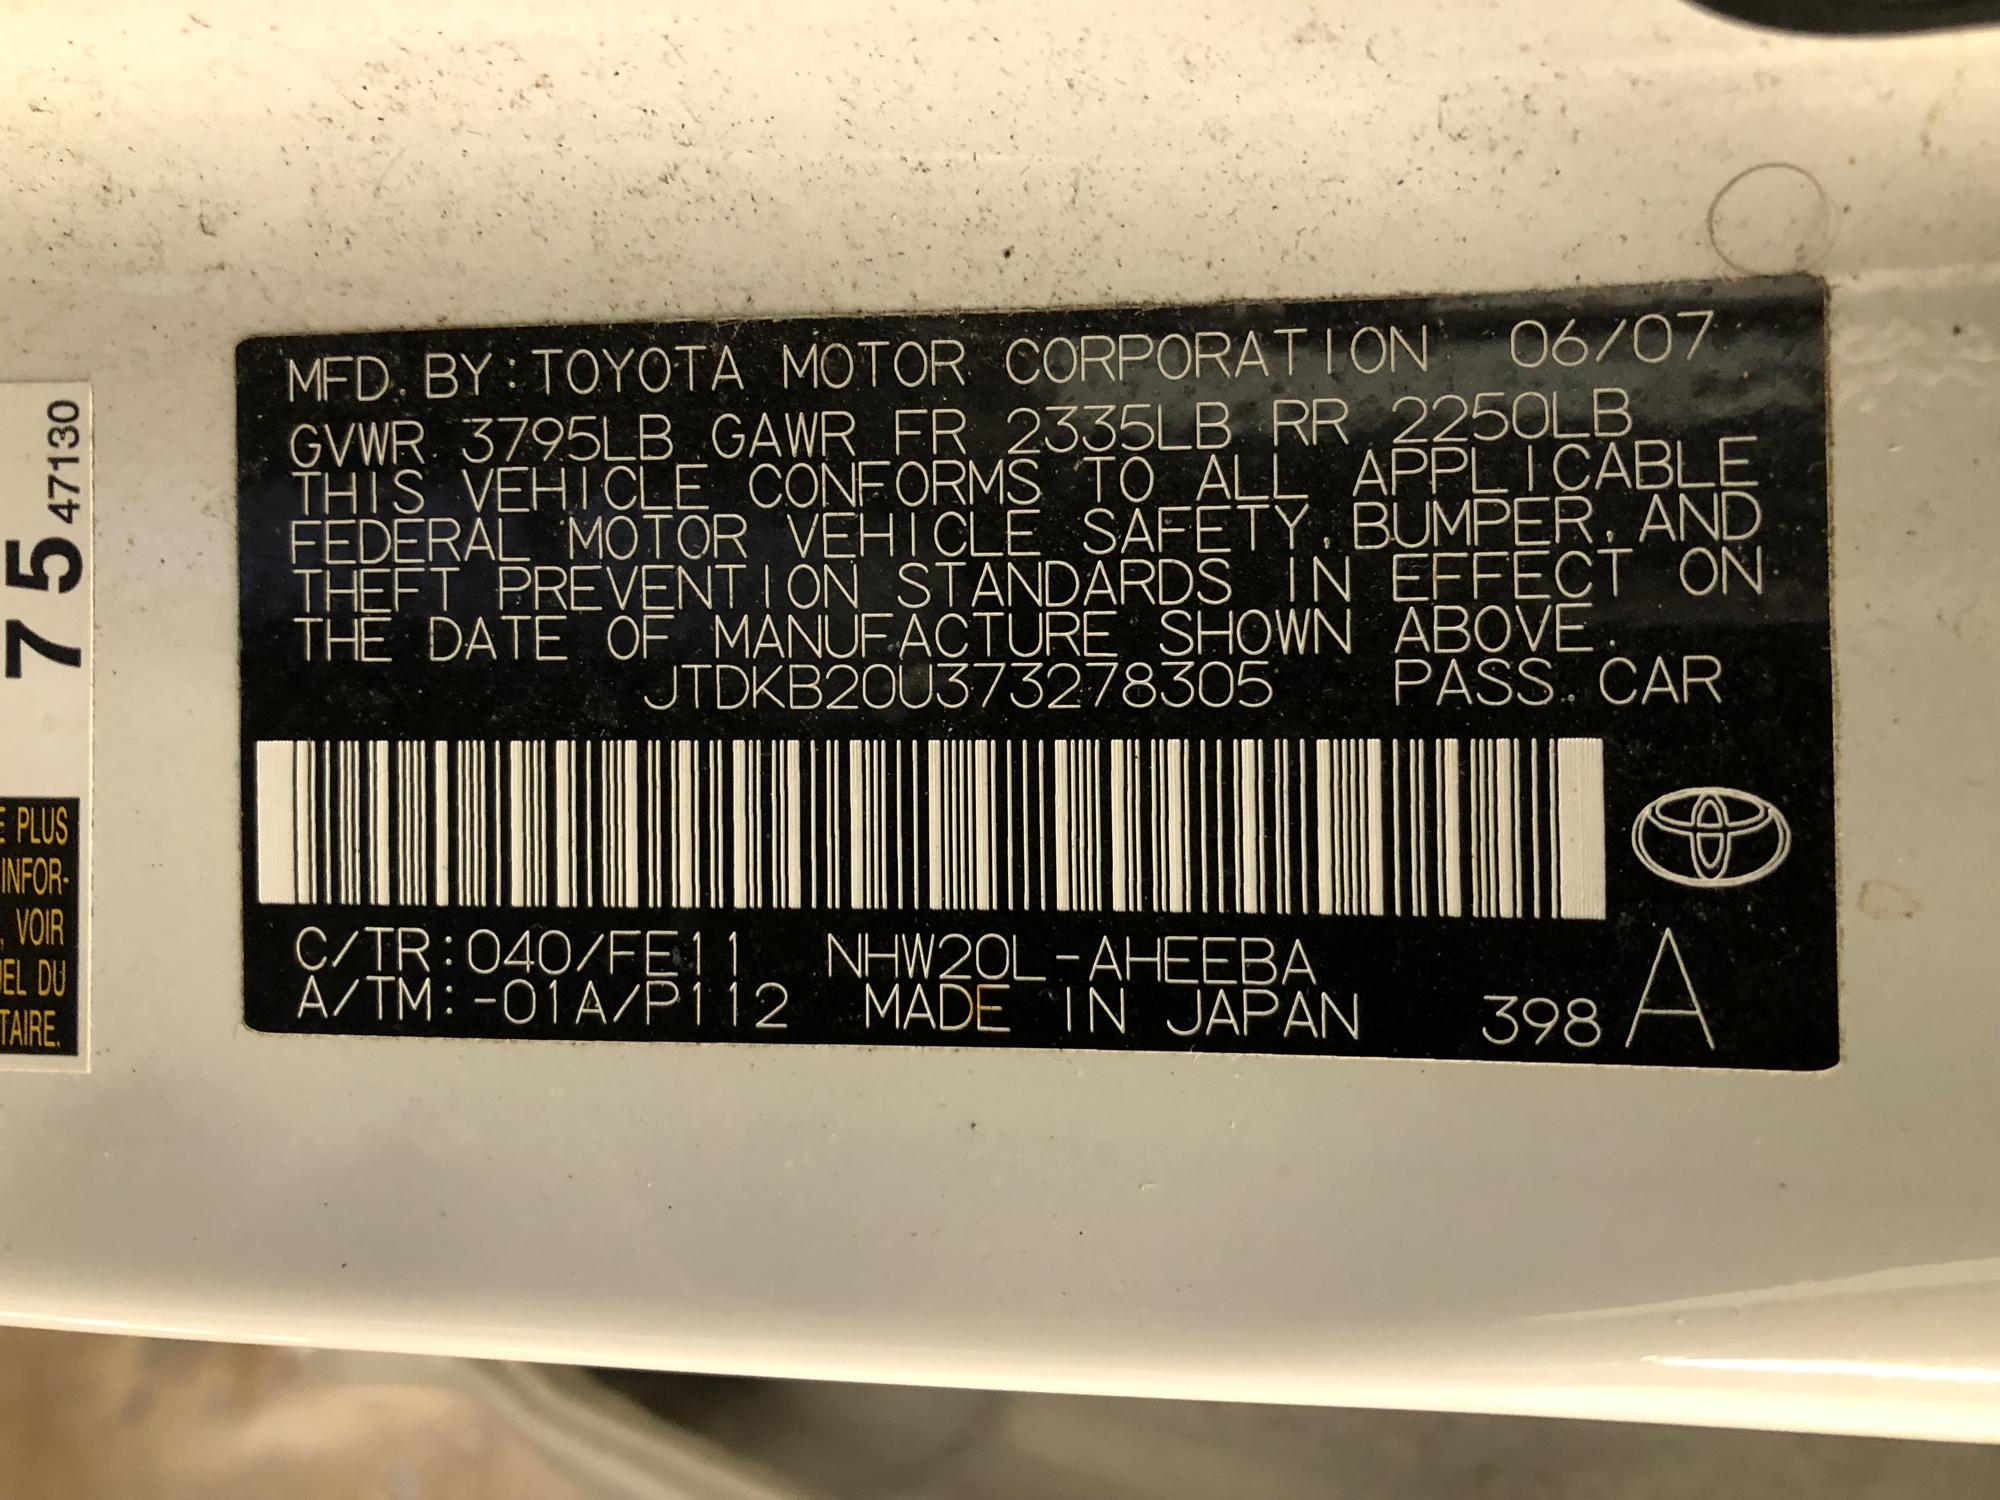 MFD. BY: TOYOTA MOTOR CORPORATION 06/07
GVWR 3795LB GAWR FR 2335LB RR 2250LB
THIS VEHICLE CONFORMS TO ALL APPLICABLE
FEDERAL MOTOR VEHICLE SAFETY, BUMPER, AND
THEFT PREVENTION STANDARDS IN EFFECT ON
THE DATE OF MANUFACTURE SHOWN ABOVE.
JTDKB20U373278305 PASS. CAR
C/TR: 040/FE11 NHW20L-AHEEBA
A/TM: -01A/P112 MADE IN JAPAN 398 A
75 47130
PLUS
INFOR-
, VOIR
DU